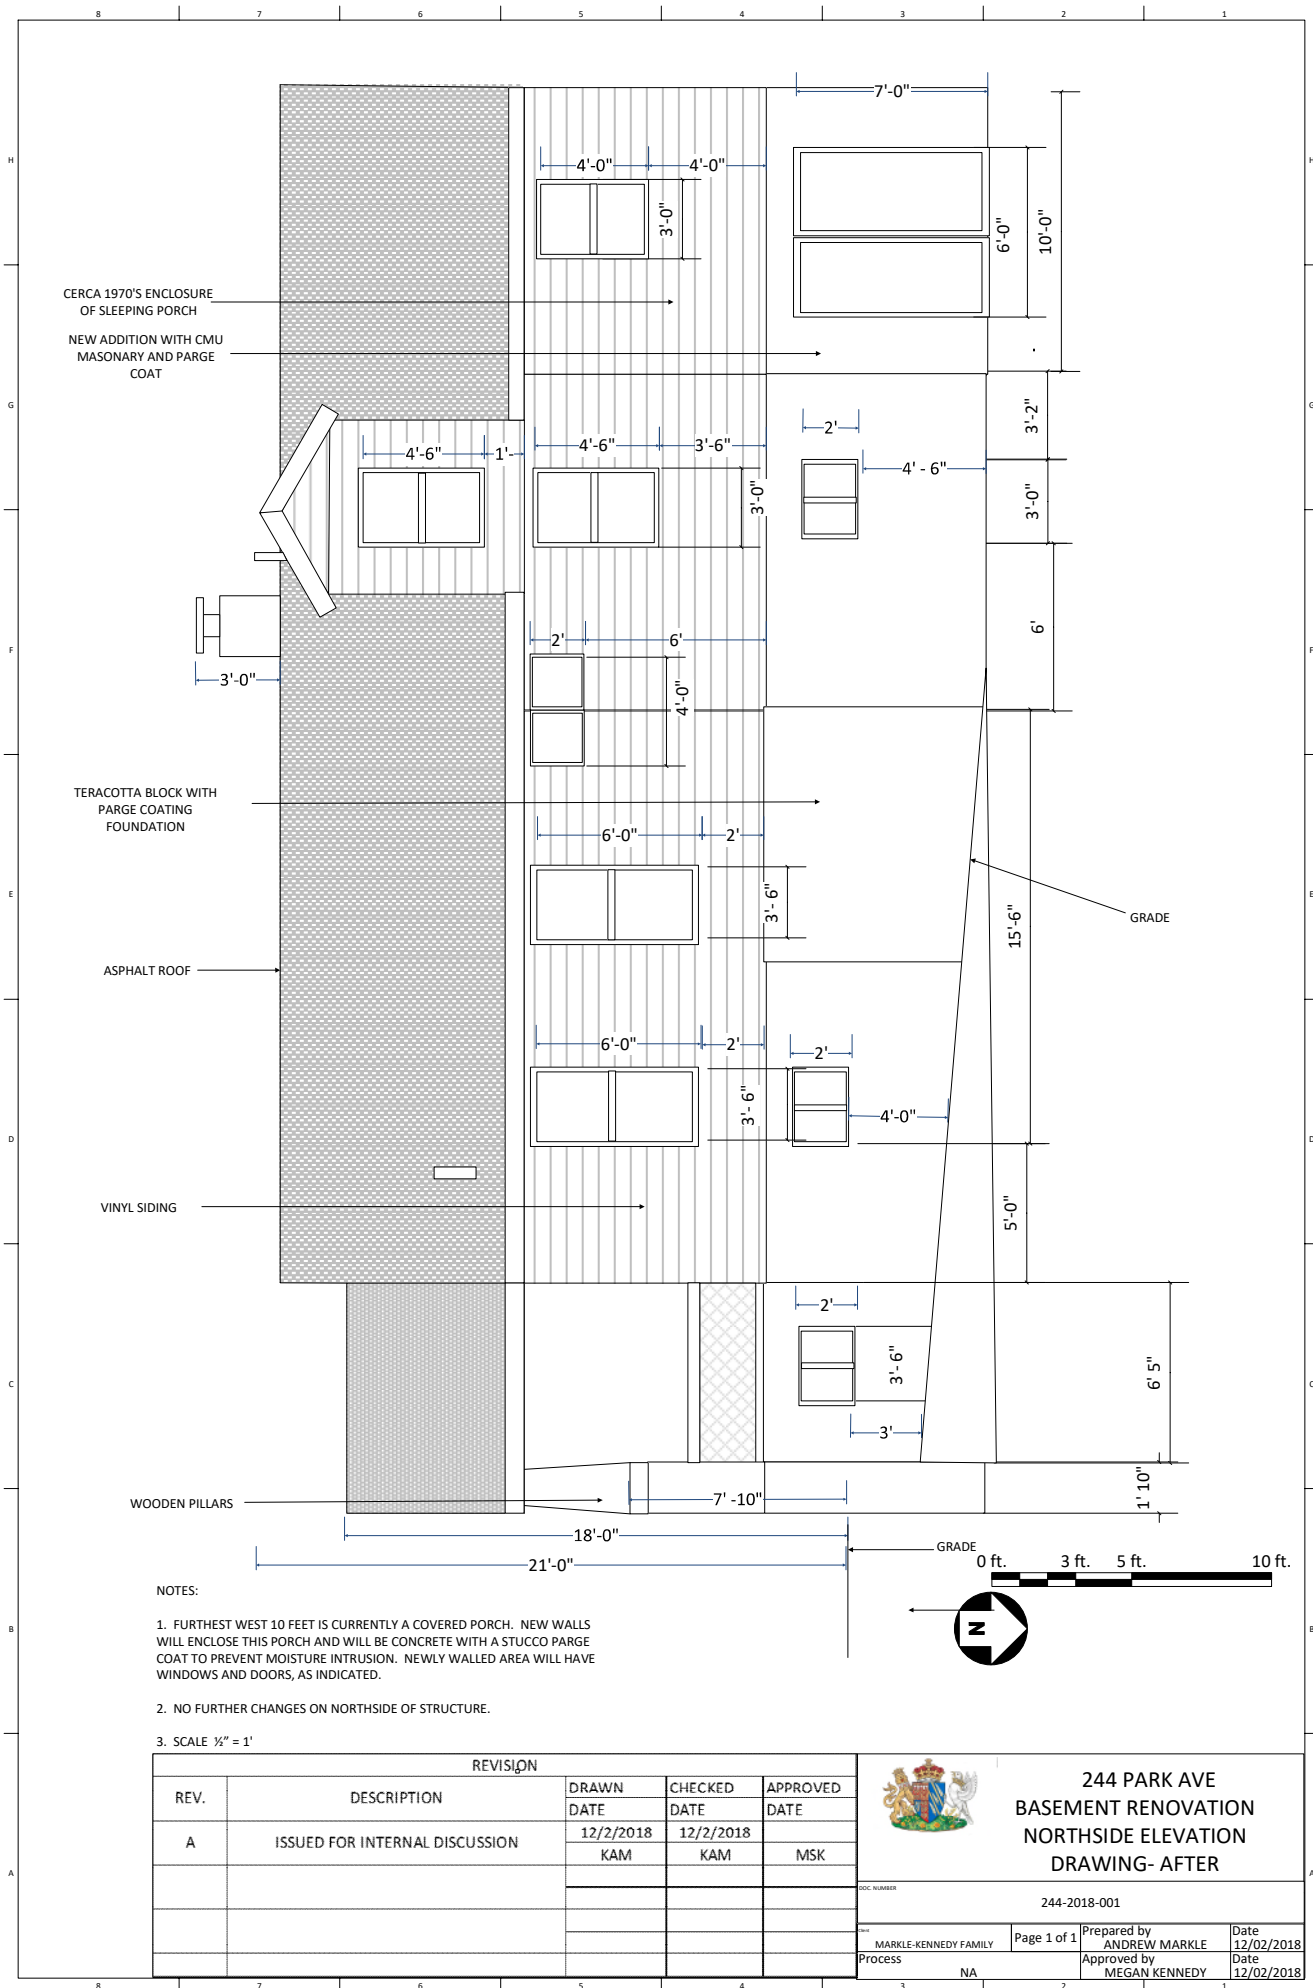 8 7 6 5 4 3 2 1
H
H
G
G
F
F
E
E
D
D
C
C
B
B
A
A
7'-0"
4'-0" 4'-0"
3'-0"
6'-0"
10'-0"
CERCA 1970'S ENCLOSURE
OF SLEEPING PORCH
NEW ADDITION WITH CMU
MASONARY AND PARGE
COAT
3'-2"
4'-6" 1'-
4'-6" 3'-6"
2'
4' - 6"
3'-0"
3'-0"
2' 6'
6'
3'-0"
4'-0"
TERACOTTA BLOCK WITH
PARGE COATING
FOUNDATION
6'-0" 2'
3'- 6"
GRADE
15'-6"
ASPHALT ROOF
6'-0" 2'
2'
3'- 6"
4'-0"
VINYL SIDING
5'-0"
2'
3'- 6"
6' 5"
3'
WOODEN PILLARS
7' -10"
1' 10"
18'-0"
21'-0"
GRADE
0 ft. 3 ft. 5 ft. 10 ft.
N
NOTES:
1. FURTHEST WEST 10 FEET IS CURRENTLY A COVERED PORCH. NEW WALLS
WILL ENCLOSE THIS PORCH AND WILL BE CONCRETE WITH A STUCCO PARGE
COAT TO PREVENT MOISTURE INTRUSION. NEWLY WALLED AREA WILL HAVE
WINDOWS AND DOORS, AS INDICATED.
2. NO FURTHER CHANGES ON NORTHSIDE OF STRUCTURE.
3. SCALE ½" = 1'
REVISION
REV. DESCRIPTION DRAWN CHECKED APPROVED
DATE DATE DATE
A ISSUED FOR INTERNAL DISCUSSION 12/2/2018 12/2/2018
KAM KAM MSK
244 PARK AVE
BASEMENT RENOVATION
NORTHSIDE ELEVATION
DRAWING- AFTER
DOC. NUMBER
244-2018-001
Client
MARKLE-KENNEDY FAMILY
Page 1 of 1
Prepared by
ANDREW MARKLE
Date
12/02/2018
Process
NA
Approved by
MEGAN KENNEDY
Date
12/02/2018
8 7 6 5 4 3 2 1